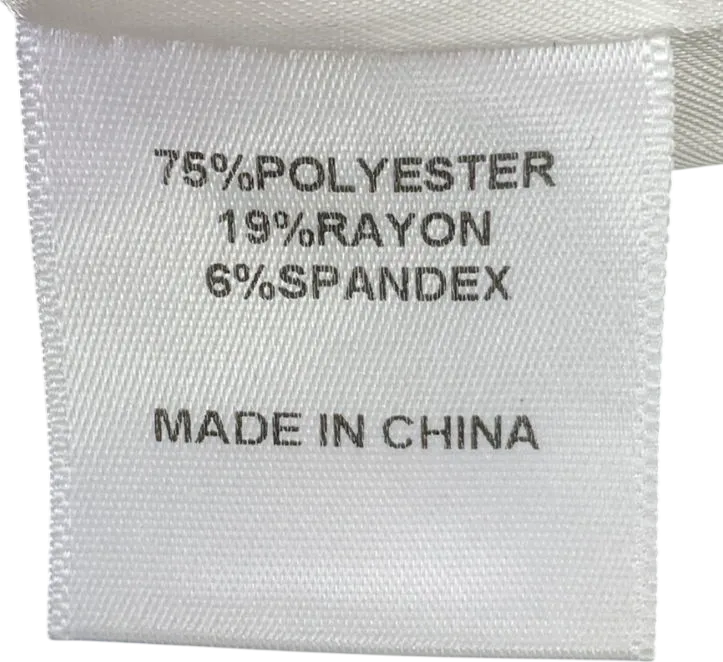 75%POLYESTER
19%RAYON
6%SPANDEX
MADE IN CHINA